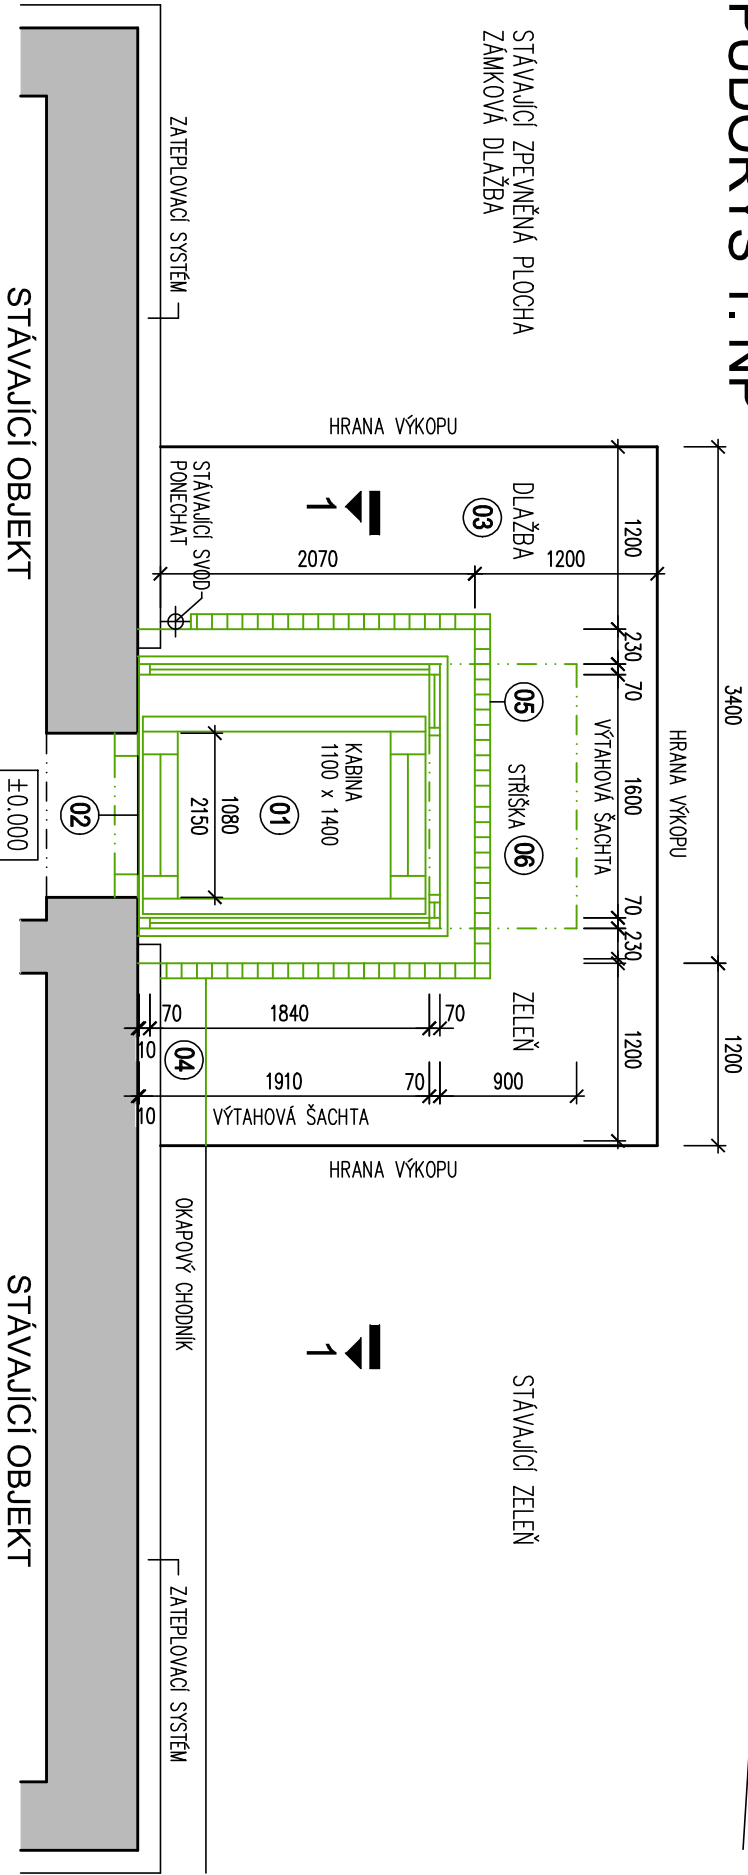 PŮDORYS 1. NP
STÁVAJÍCÍ ZPEVNĚNÁ PLOCHA
ZÁMKOVÁ DLAŽBA
ZATEPLOVACÍ SYSTÉM
STÁVAJÍCÍ OBJEKT
HRANA VÝKOPU
STÁVAJÍCÍ SVOD
PONECHAT
1
DLAŽBA
03
2070
1200
1200
230
70
1600
70
230
1200
3400
1200
HRANA VÝKOPU
VÝTAHOVÁ ŠACHTA
05
STŘÍŠKA 06
KABINA
1100 x 1400
01
1080
2150
02
±0.000
ZELEŇ
70
1840
70
10
04
1910
70
900
10
VÝTAHOVÁ ŠACHTA
HRANA VÝKOPU
OKAPOVÝ CHODNÍK
1
STÁVAJÍCÍ ZELEŇ
STÁVAJÍCÍ OBJEKT
ZATEPLOVACÍ SYSTÉM